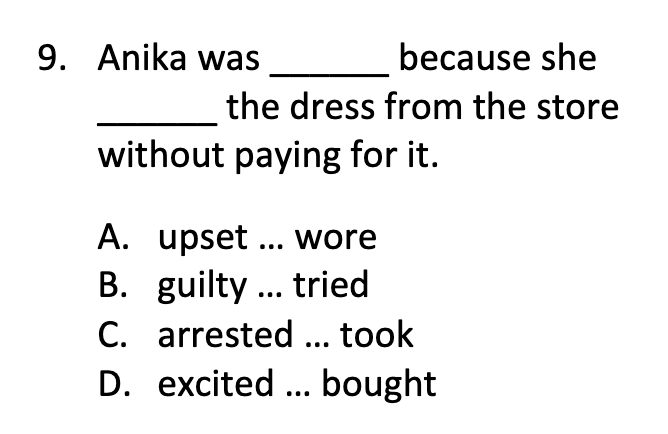 9. Anika was ______ because she
______ the dress from the store
without paying for it.
A. upset ... wore
B. guilty ... tried
C. arrested ... took
D. excited ... bought